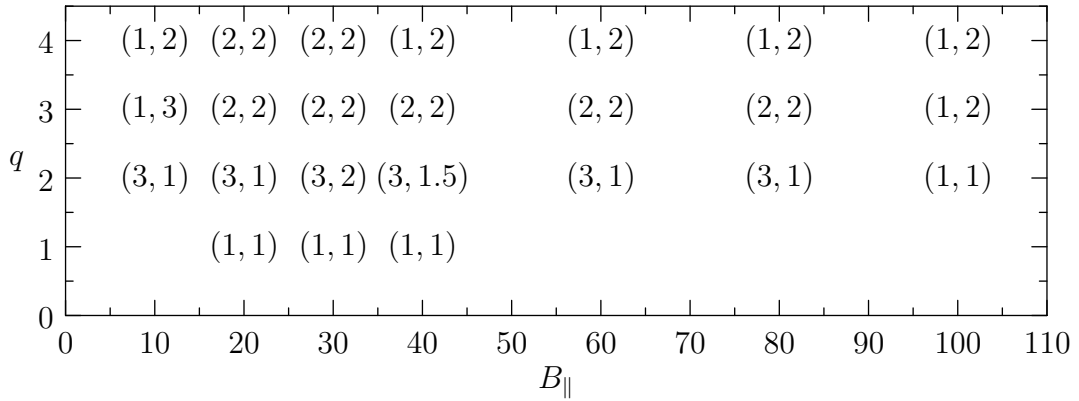 4 (1, 2) (2, 2) (2, 2) (1, 2) (1, 2) (1, 2) (1, 2)
3 (1, 3) (2, 2) (2, 2) (2, 2) (2, 2) (2, 2) (1, 2)
q
2 (3, 1) (3, 1) (3, 2) (3, 1.5) (3, 1) (3, 1) (1, 1)
1 (1, 1) (1, 1) (1, 1)
0
0 10 20 30 40 50 60 70 80 90 100 110
B∥